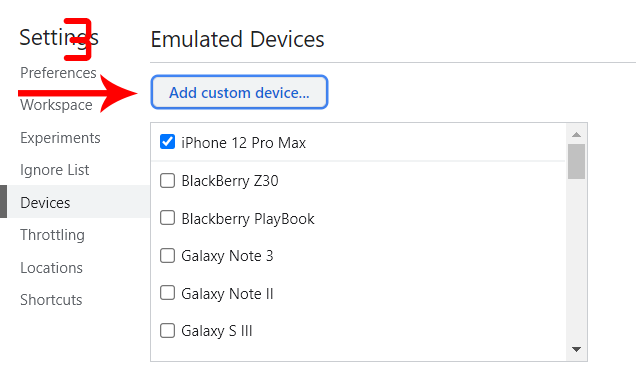 Settings
3
Preferences
Workspace
Experiments
Ignore List
Devices
Throttling
Locations
Shortcuts
Emulated Devices
Add custom device...
iPhone 12 Pro Max
BlackBerry Z30
Blackberry PlayBook
Galaxy Note 3
Galaxy Note II
Galaxy S III